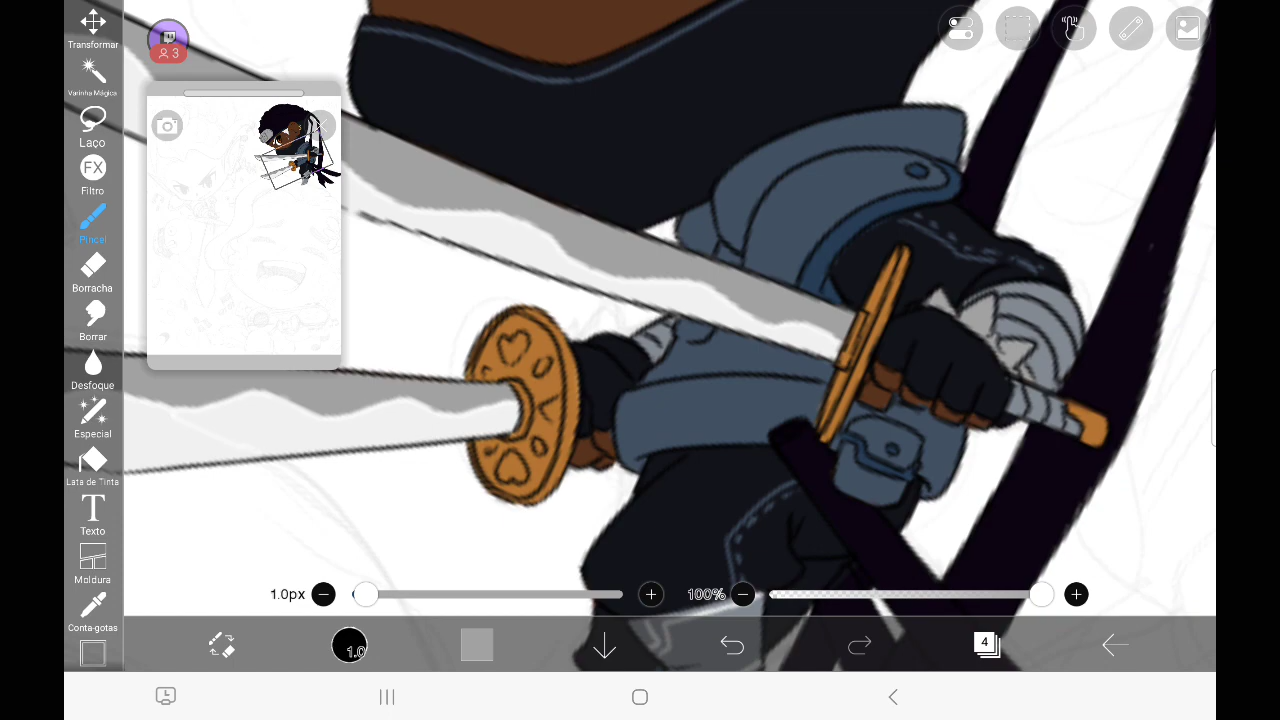 Transformar
3
Varinha Mágica
Laço
FX
Filtro
Pincel
Borracha
Borrar
Desfoque
Especial
Lata de Tinta
T
Texto
Moldura
Conta-gotas
1.0px
100%
1.0
4